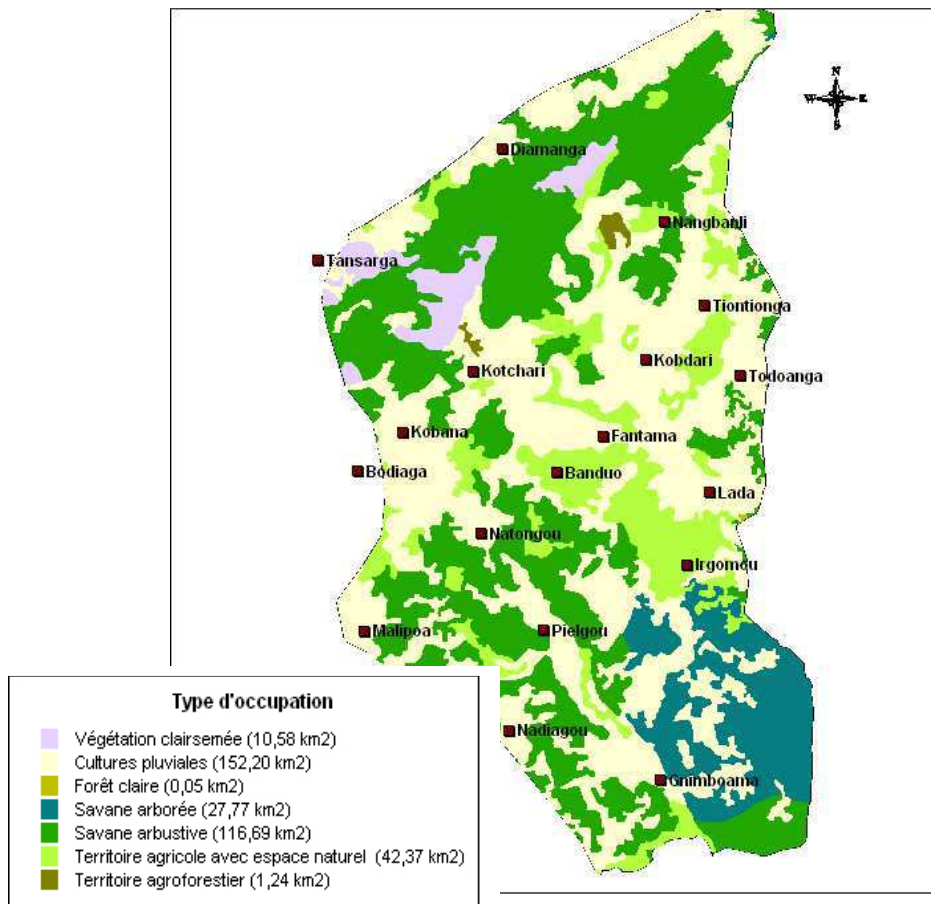 N
W E
S
Diamanga
Nangbanli
Tansarga
Tiontionga
Kobdari
Kotchari
Todoanga
Kobana
Fantama
Bodiaga
Banduo
Lada
Natongou
Irgomou
Malipoa
Pielgou
Nadiagou
Gnimboama
Type d'occupation
Végétation clairsemée (10,58 km2)
Cultures pluviales (152,20 km2)
Forêt claire (0,05 km2)
Savane arborée (27,77 km2)
Savane arbustive (116,69 km2)
Territoire agricole avec espace naturel (42,37 km2)
Territoire agroforestier (1,24 km2)